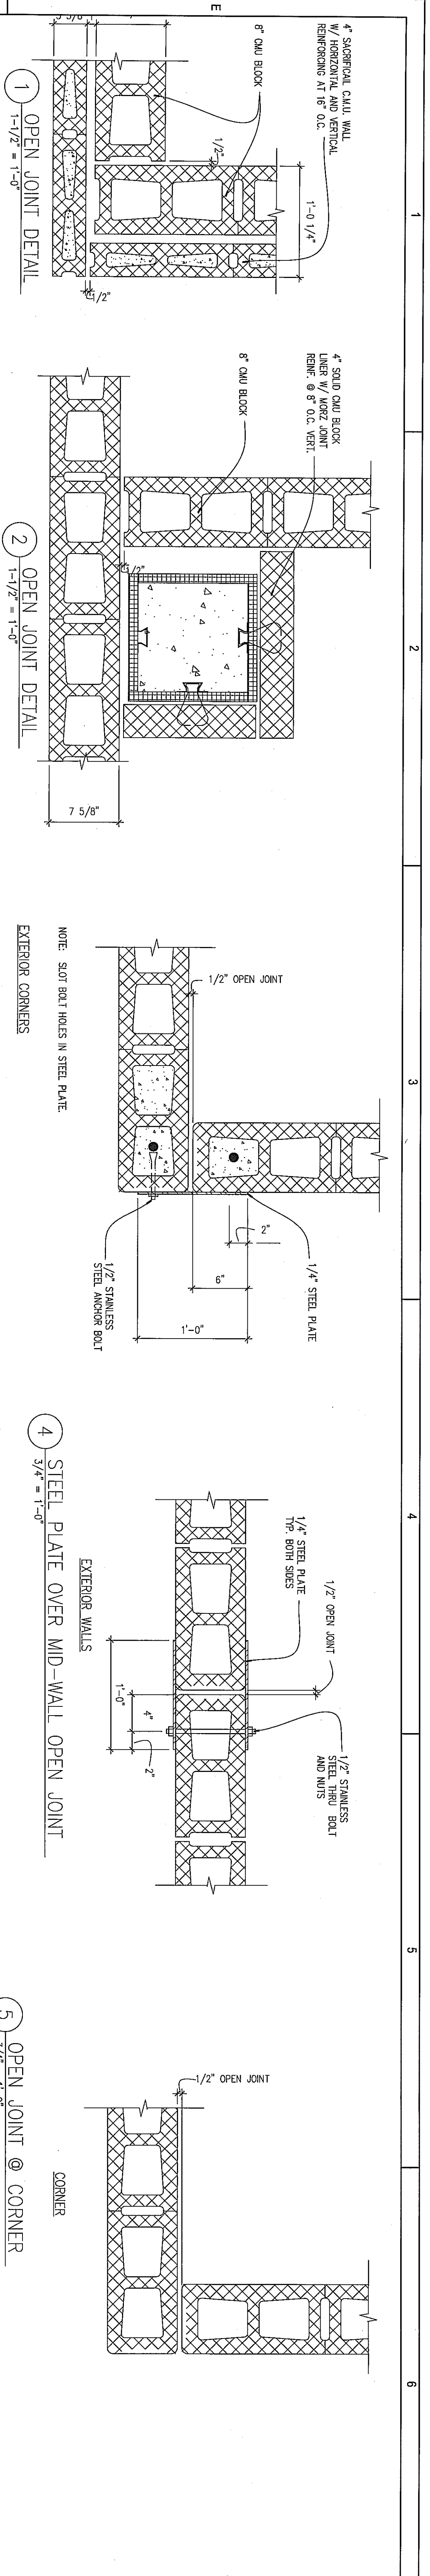 E
1
2
3
4
5
6
4" SACRIFICAIL C.M.U. WALL
W/ HORIZONTAL AND VERTICAL
REINFORCING AT 16" O.C.
8" CMU BLOCK
1/2"
1'-0 1/4"
1/2"
1
OPEN JOINT DETAIL
1-1/2" = 1'-0"
4" SOLID CMU BLOCK
LINER W/ MORZ JOINT
REINF. @ 8" O.C. VERT.
8" CMU BLOCK
1/2"
7 5/8"
2
OPEN JOINT DETAIL
1-1/2" = 1'-0"
1/2" OPEN JOINT
2"
6"
1'-0"
1/4" STEEL PLATE
1/2" STAINLESS
STEEL ANCHOR BOLT
NOTE: SLOT BOLT HOLES IN STEEL PLATE.
EXTERIOR CORNERS
1/4" STEEL PLATE
TYP. BOTH SIDES
1/2" OPEN JOINT
1/2" STAINLESS
STEEL THRU BOLT
AND NUTS
4"
2"
1'-0"
EXTERIOR WALLS
4
STEEL PLATE OVER MID-WALL OPEN JOINT
3/4" = 1'-0"
1/2" OPEN JOINT
CORNER
5
OPEN JOINT @ CORNER